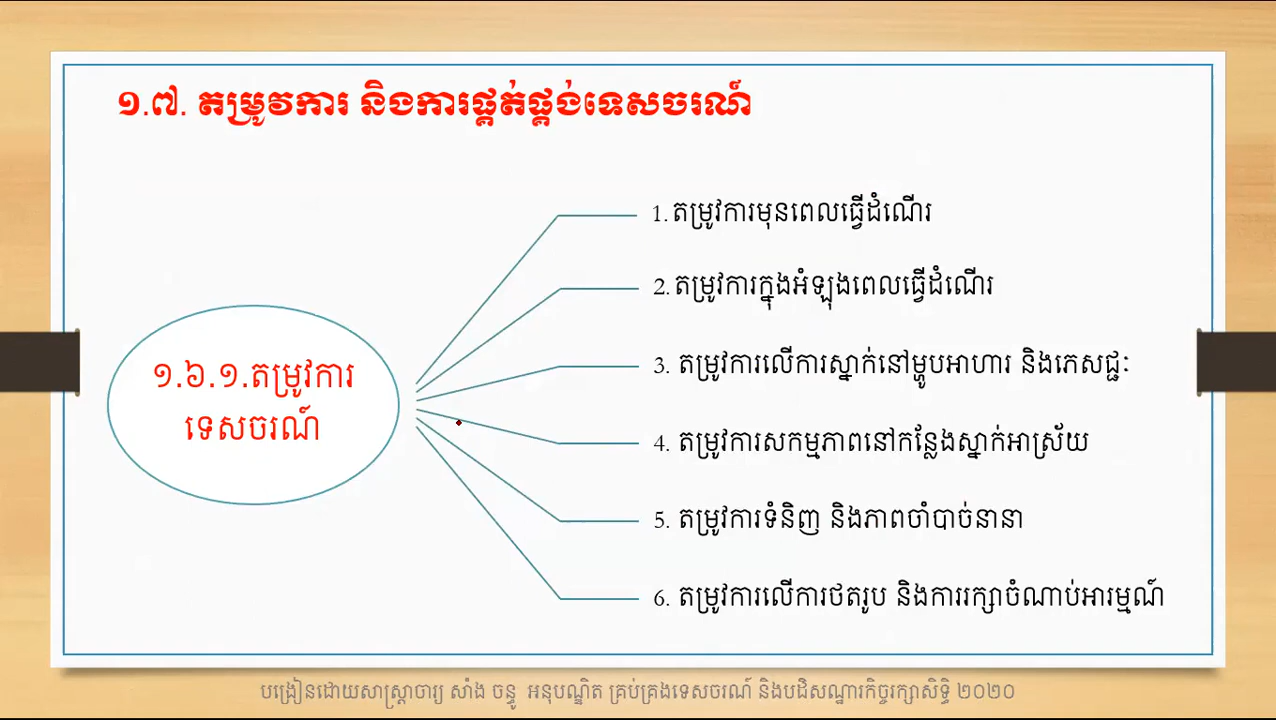 ១.៧. តម្រូវការ និងការផ្គត់ផ្គង់ទេសចរណ៍
១.៦.១.តម្រូវការ
ទេសចរណ៍
1. តម្រូវការមុនពេលធ្វើដំណើរ
2. តម្រូវការក្នុងអំឡុងពេលធ្វើដំណើរ
3. តម្រូវការលើការស្នាក់នៅម្ហូបអាហារ និងភេសជ្ជៈ
4. តម្រូវការសកម្មភាពនៅកន្លែងស្នាក់អាស្រ័យ
5. តម្រូវការទំនិញ និងភាពចាំបាច់នានា
6. តម្រូវការលើការថតរូប និងការរក្សាចំណាប់អារម្មណ៍
បង្រៀនដោយសាស្ត្រាចារ្យ សាំង ចន្ធូ អនុបណ្ឌិត គ្រប់គ្រងទេសចរណ៍ និងបដិសណ្ឋារកិច្ចរក្សាសិទ្ធិ ២០២០